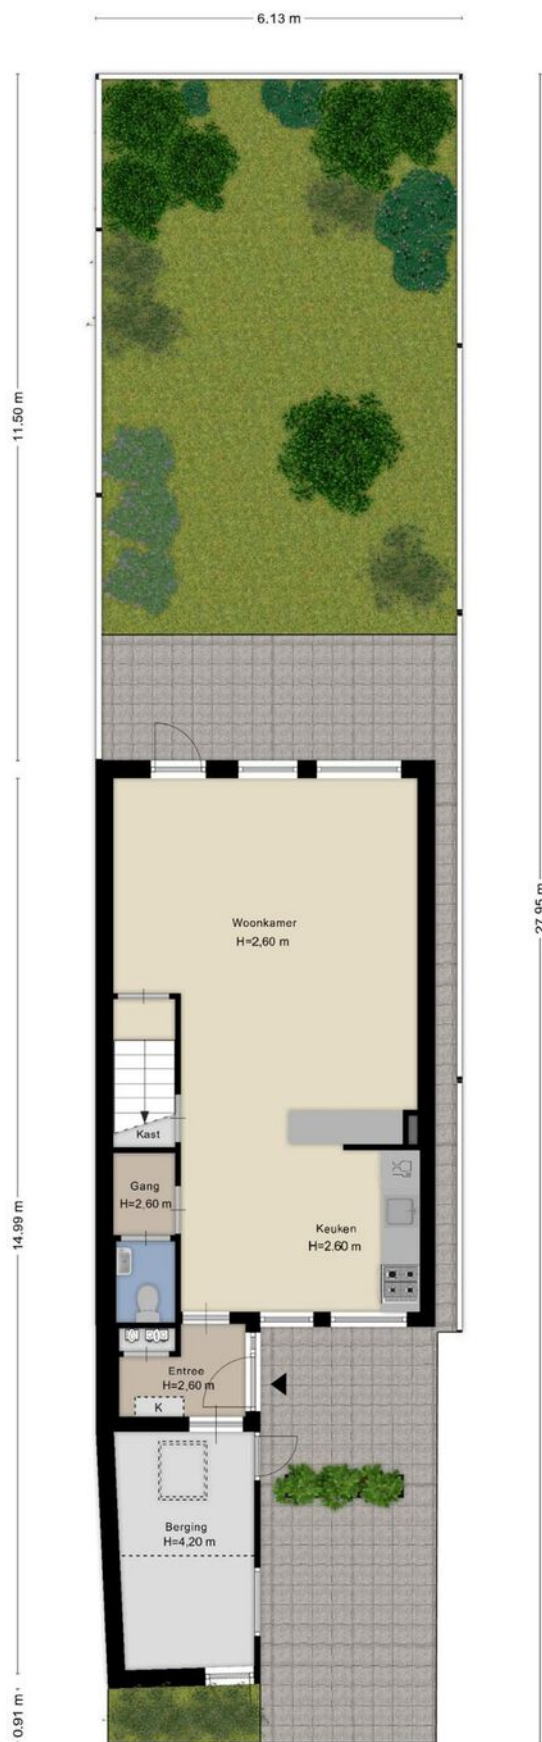 6.13 m
11.50 m
27.95 m
Woonkamer
H=2,60 m
Kast
Gang
H=2,60 m
14.99 m
Keuken
H=2.60 m
Entree
H=2,60 m
K
Berging
H=4,20 m
0.91 m